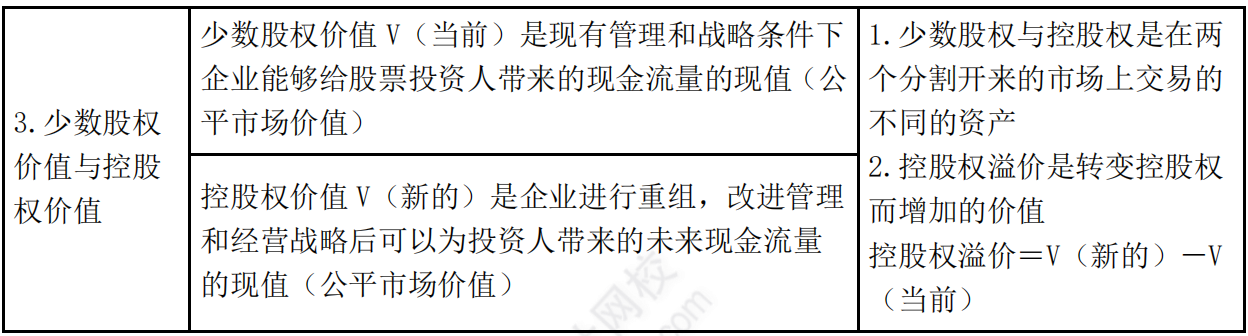 3.少数股权
价值与控股
权价值
少数股权价值 V（当前）是现有管理和战略条件下
企业能够给股票投资人带来的现金流量的现值（公
平市场价值）
控股权价值 V（新的）是企业进行重组，改进管理
和经营战略后可以为投资人带来的未来现金流量
的现值（公平市场价值）
1.少数股权与控股权是在两
个分割开来的市场上交易的
不同的资产
2.控股权溢价是转变控股权
而增加的价值
控股权溢价＝V（新的）－V
（当前）
网校
.com